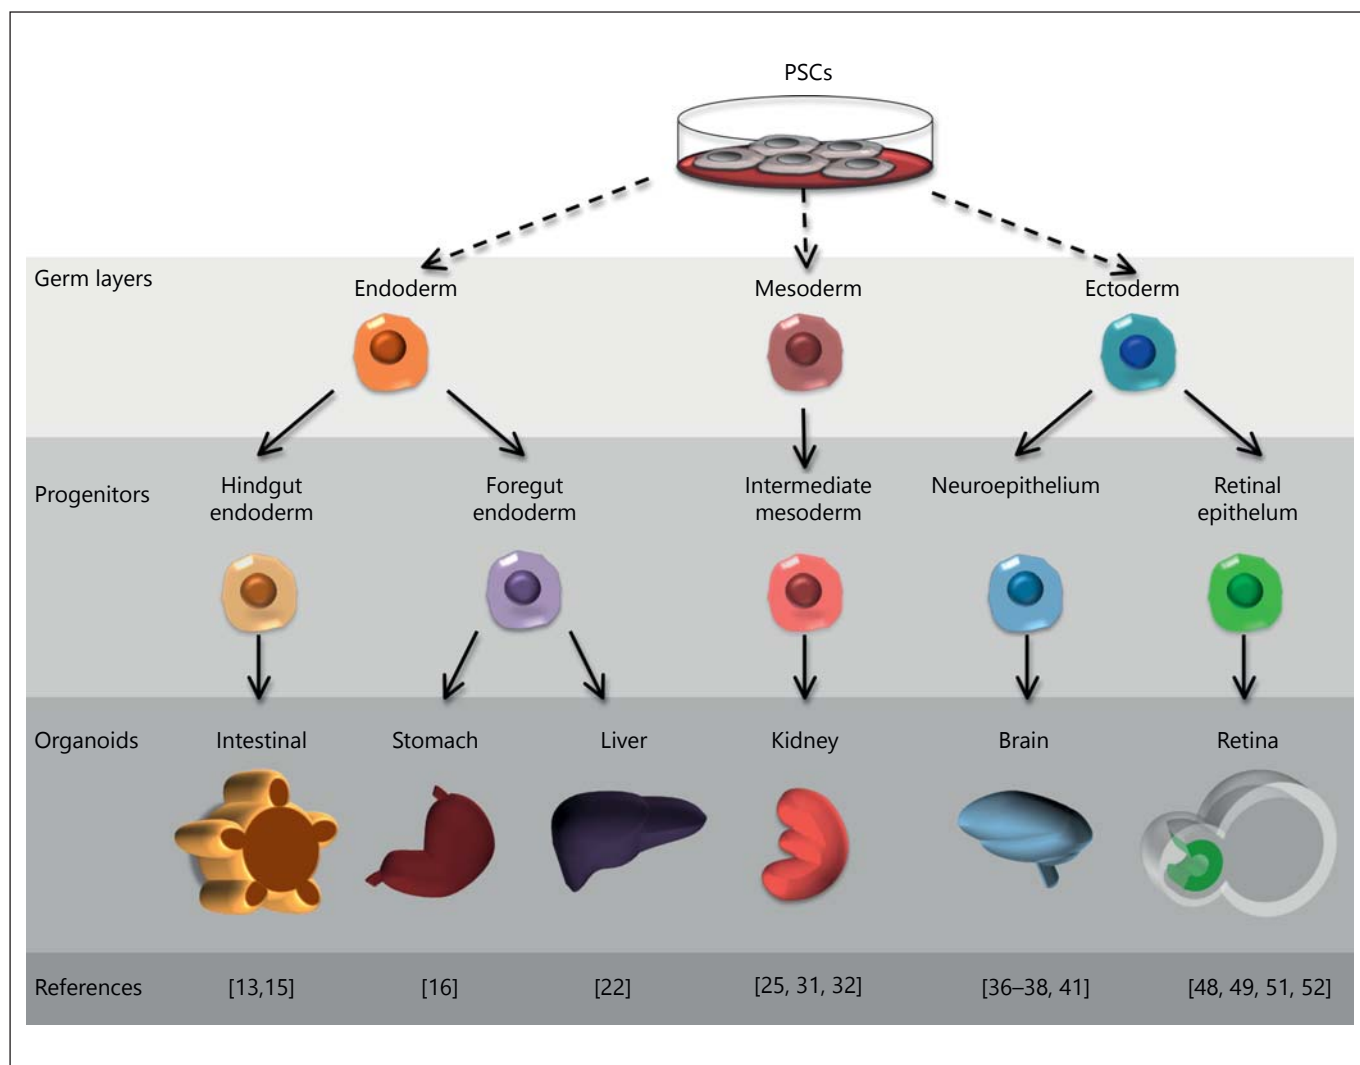 PSCs
Germ layers
Endoderm
Mesoderm
Ectoderm
Progenitors
Hindgut
endoderm
Foregut
endoderm
Intermediate
mesoderm
Neuroepithelium
Retinal
epithelum
Organoids
Intestinal
Stomach
Liver
Kidney
Brain
Retina
References
[13,15]
[16]
[22]
[25, 31, 32]
[36–38, 41]
[48, 49, 51, 52]